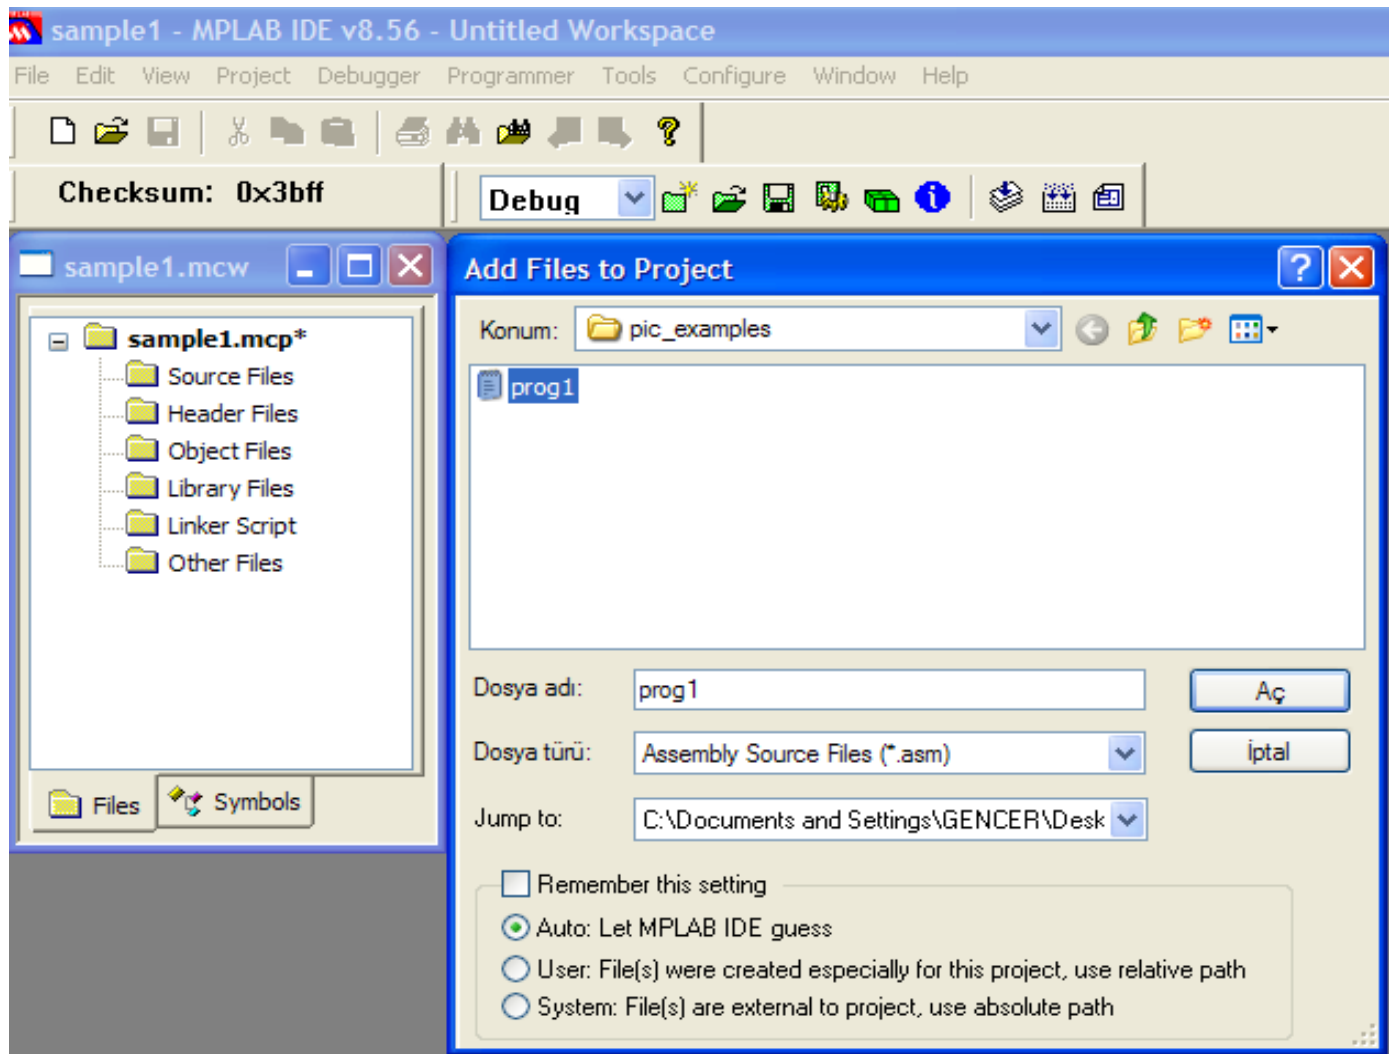 sample1 - MPLAB IDE v8.56 - Untitled Workspace
File Edit View Project Debugger Programmer Tools Configure Window Help
Checksum: 0x3bff
Debug
sample1.mcw
sample1.mcp*
Source Files
Header Files
Object Files
Library Files
Linker Script
Other Files
Files
Symbols
Add Files to Project
Konum: pic_examples
prog1
Dosya adı: prog1
Aç
Dosya türü: Assembly Source Files (*.asm)
İptal
Jump to: C:\Documents and Settings\GENCER\Desk
Remember this setting
Auto: Let MPLAB IDE guess
User: File(s) were created especially for this project, use relative path
System: File(s) are external to project, use absolute path